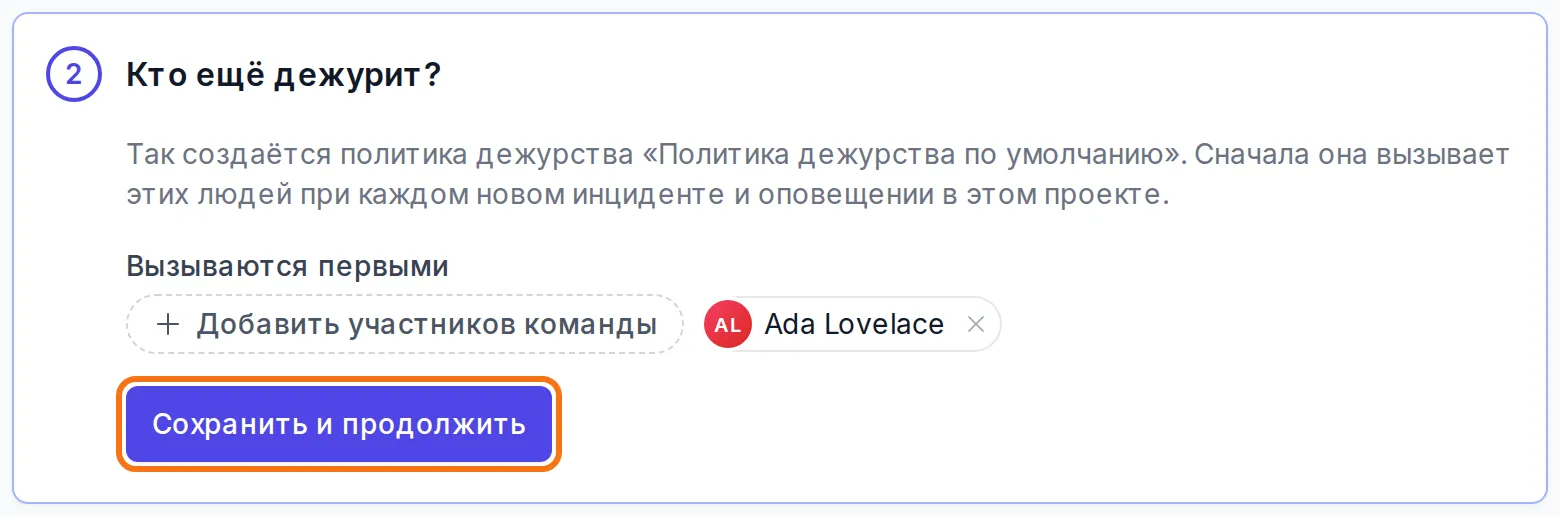 2
Кто ещё дежурит?
Так создаётся политика дежурства «Политика дежурства по умолчанию». Сначала она вызывает
этих людей при каждом новом инциденте и оповещении в этом проекте.
Вызываются первыми
Добавить участников команды
AL Ada Lovelace
Сохранить и продолжить